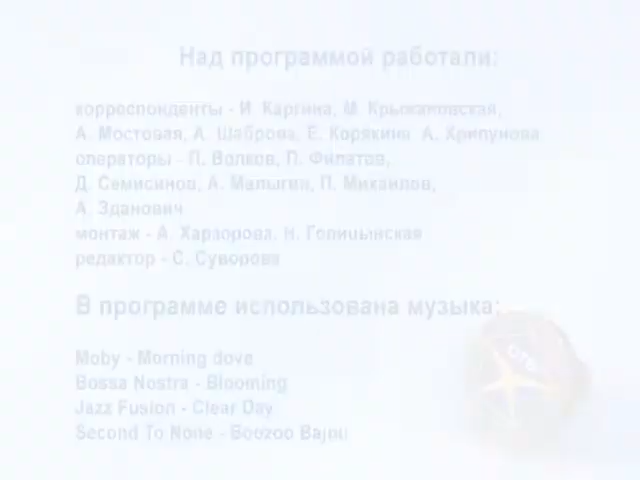 Над программой работали:
корреспонденты - И. Каргина, М. Крыжановская,
А. Мостовая, А. Шаброва, Е. Корякина А. Хрипунова
операторы - П. Волков, П. Филатов,
Д. Семисинов, А. Малыгин, П. Михайлов,
А. Зданович
монтаж - А. Харзорова, Н. Голицынская
редактор - С. Суворова
В программе использована музыка:
Moby - Morning dove
Bossa Nostra - Blooming
Jazz Fusion - Clear Day
Second To None - Boozoo Bajou